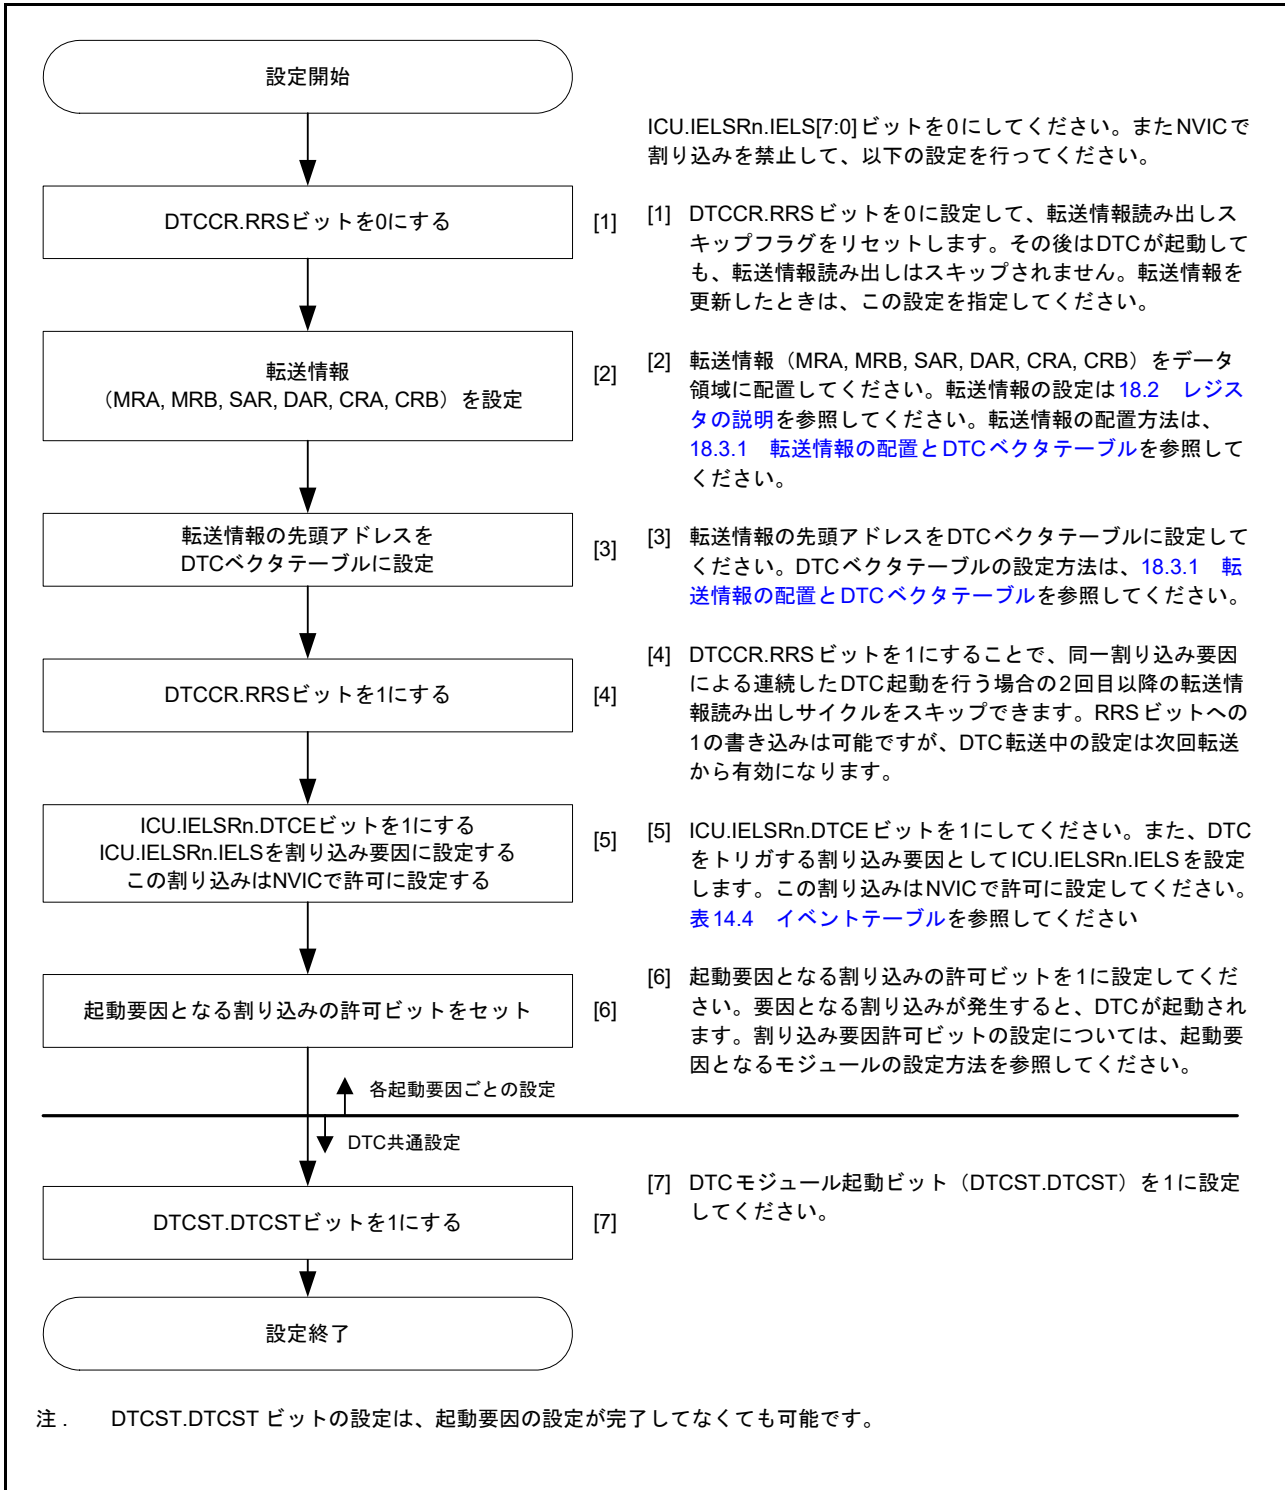 設定開始
ICU.IELSRn.IELS[7:0]ビットを0にしてください。またNVICで
割り込みを禁止して、以下の設定を行ってください。
DTCCR.RRSビットを0にする
[1]
[1] DTCCR.RRSビットを0に設定して、転送情報読み出しス
キップフラグをリセットします。その後はDTCが起動して
も、転送情報読み出しはスキップされません。転送情報を
更新したときは、この設定を指定してください。
転送情報
（MRA, MRB, SAR, DAR, CRA, CRB）を設定
[2]
[2] 転送情報（MRA, MRB, SAR, DAR, CRA, CRB）をデータ
領域に配置してください。転送情報の設定は18.2 レジス
タの説明を参照してください。転送情報の配置方法は、
18.3.1 転送情報の配置とDTCベクタテーブルを参照して
ください。
転送情報の先頭アドレスを
DTCベクタテーブルに設定
[3]
[3] 転送情報の先頭アドレスをDTCベクタテーブルに設定して
ください。DTCベクタテーブルの設定方法は、18.3.1 転
送情報の配置とDTCベクタテーブルを参照してください。
DTCCR.RRSビットを1にする
[4]
[4] DTCCR.RRSビットを1にすることで、同一割り込み要因
による連続したDTC起動を行う場合の2回目以降の転送情
報読み出しサイクルをスキップできます。RRSビットへの
1の書き込みは可能ですが、DTC転送中の設定は次回転送
から有効になります。
ICU.IELSRn.DTCEビットを1にする
ICU.IELSRn.IELSを割り込み要因に設定する
この割り込みはNVICで許可に設定する
[5]
[5] ICU.IELSRn.DTCEビットを1にしてください。また、DTC
をトリガする割り込み要因としてICU.IELSRn.IELSを設定
します。この割り込みはNVICで許可に設定してください。
表14.4 イベントテーブルを参照してください
起動要因となる割り込みの許可ビットをセット
[6]
[6] 起動要因となる割り込みの許可ビットを1に設定してくだ
さい。要因となる割り込みが発生すると、DTCが起動され
ます。割り込み要因許可ビットの設定については、起動要
因となるモジュールの設定方法を参照してください。
各起動要因ごとの設定
DTC共通設定
DTCST.DTCSTビットを1にする
[7]
[7] DTCモジュール起動ビット（DTCST.DTCST）を1に設定
してください。
設定終了
注. DTCST.DTCST ビットの設定は、起動要因の設定が完了してなくても可能です。